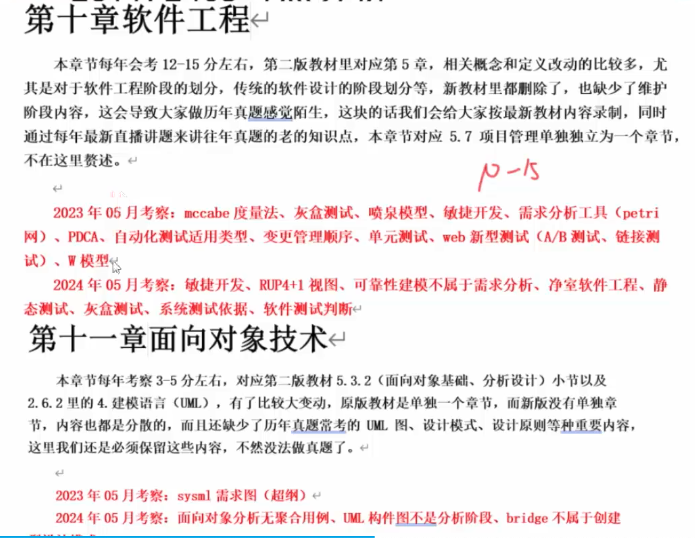 第十章软件工程
本章节每年会考 12-15 分左右，第二版教材里对应第 5 章，相关概念和定义改动的比较多，尤
其是对于软件工程阶段的划分，传统的软件设计的阶段划分等，新教材里都删除了，也缺少了维护
阶段内容，这会导致大家做历年真题感觉陌生，这块的话我们会给大家按最新教材内容录制，同时
通过每年最新直播讲题来讲往年真题的老的知识点，本章节对应 5.7 项目管理单独独立为一个章节，
不在这里赘述。
2023 年 05 月考察：mccabe 度量法、灰盒测试、喷泉模型、敏捷开发、需求分析工具（petri
网）、PDCA、自动化测试适用类型、变更管理顺序、单元测试、web 新型测试（A/B 测试、链接测
试）、W 模型
2024 年 05 月考察：敏捷开发、RUP4+1 视图、可靠性建模不属于需求分析、净室软件工程、静
态测试、灰盒测试、系统测试依据、软件测试判断
第十一章面向对象技术
本章节每年考察 3-5 分左右，对应第二版教材 5.3.2（面向对象基础、分析设计）小节以及
2.6.2 里的 4.建模语言（UML），有了比较大变动，原版教材是单独一个章节，而新版没有单独章
节，内容也都是分散的，而且还缺少了历年真题常考的 UML 图、设计模式、设计原则等种重要内容，
这里我们还是必须保留这些内容，不然没法做真题了。
2023 年 05 月考察：sysml 需求图（超纲）
2024 年 05 月考察：面向对象分析无聚合用例、UML 构件图不是分析阶段、bridge 不属于创建